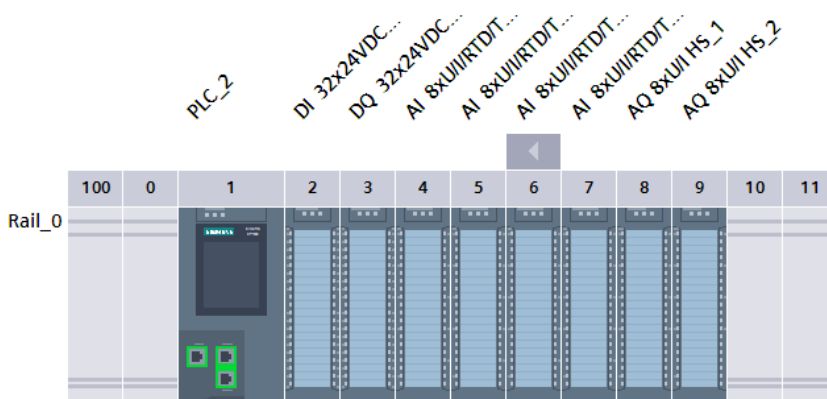 PLC_2
DI 32x24VDC...
DQ 32x24VDC...
AI 8xU/I/RTD/T...
AI 8xU/I/RTD/T...
AI 8xU/I/RTD/T...
AI 8xU/I/RTD/T...
AQ 8xU/I HS_1
AQ 8xU/I HS_2
100 0 1 2 3 4 5 6 7 8 9 10 11
Rail_0
SIEMENS